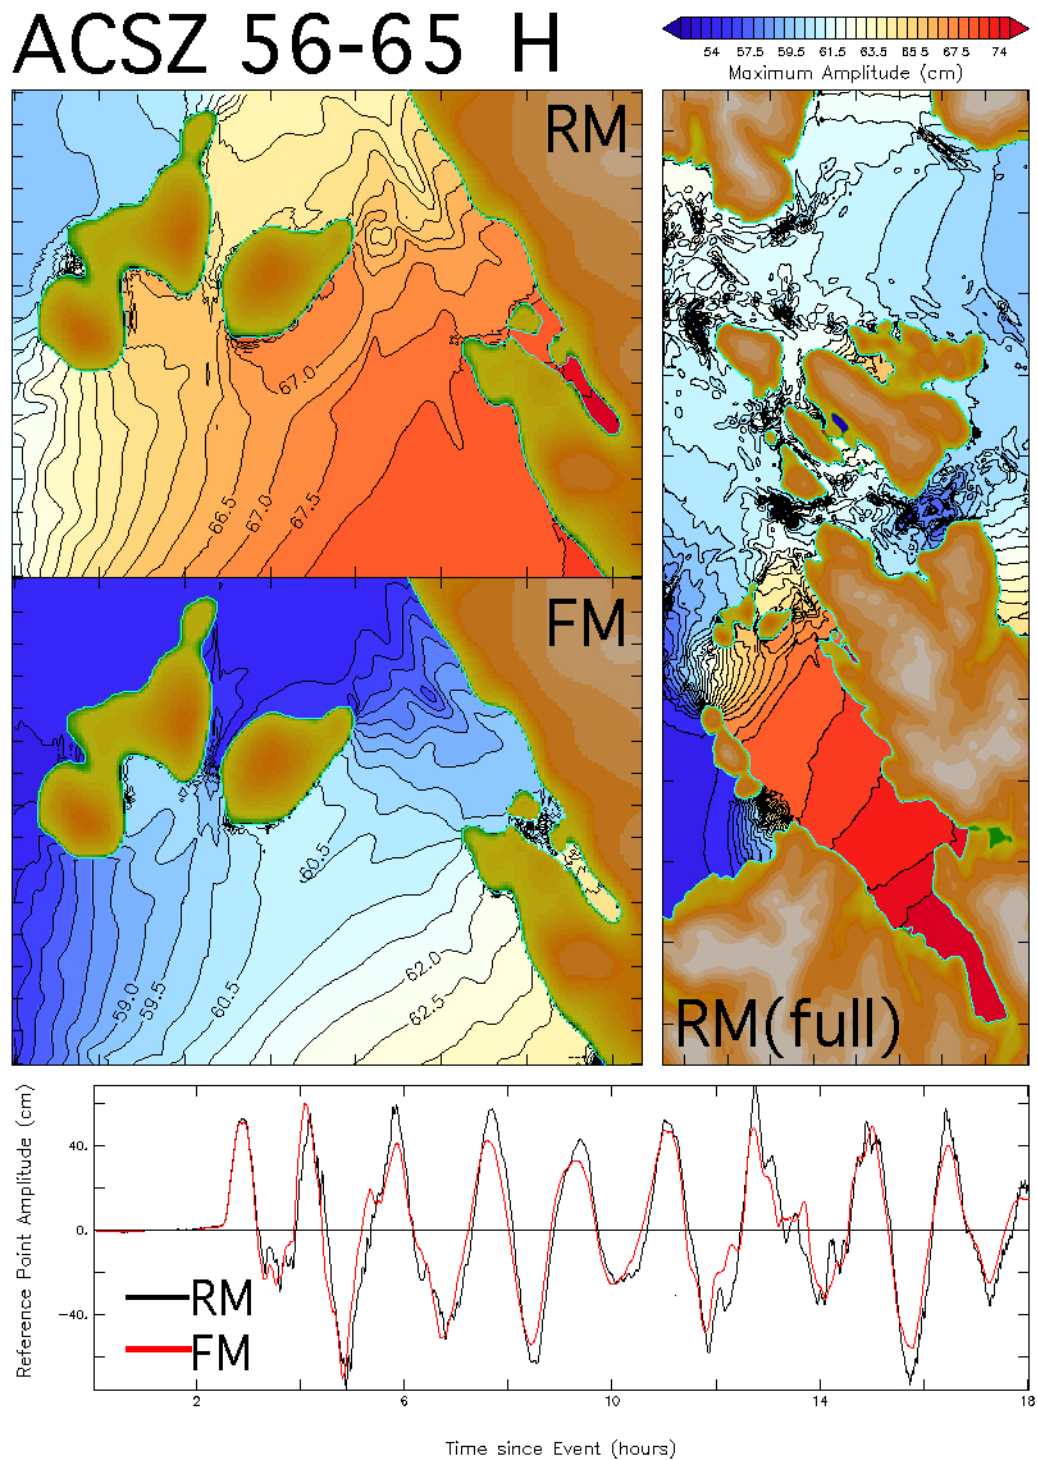 ACSZ 56-65 H
54 57.5 59.5 61.5 63.5 65.5 67.5 74
Maximum Amplitude (cm)
RM
67.0
66.5
67.0
67.5
FM
60.5
59.0
59.5
60.5
62.0
62.5
RM(full)
Reference Point Amplitude (cm)
40.
0.
-40.
RM
FM
2 6 10 14 18
Time since Event (hours)